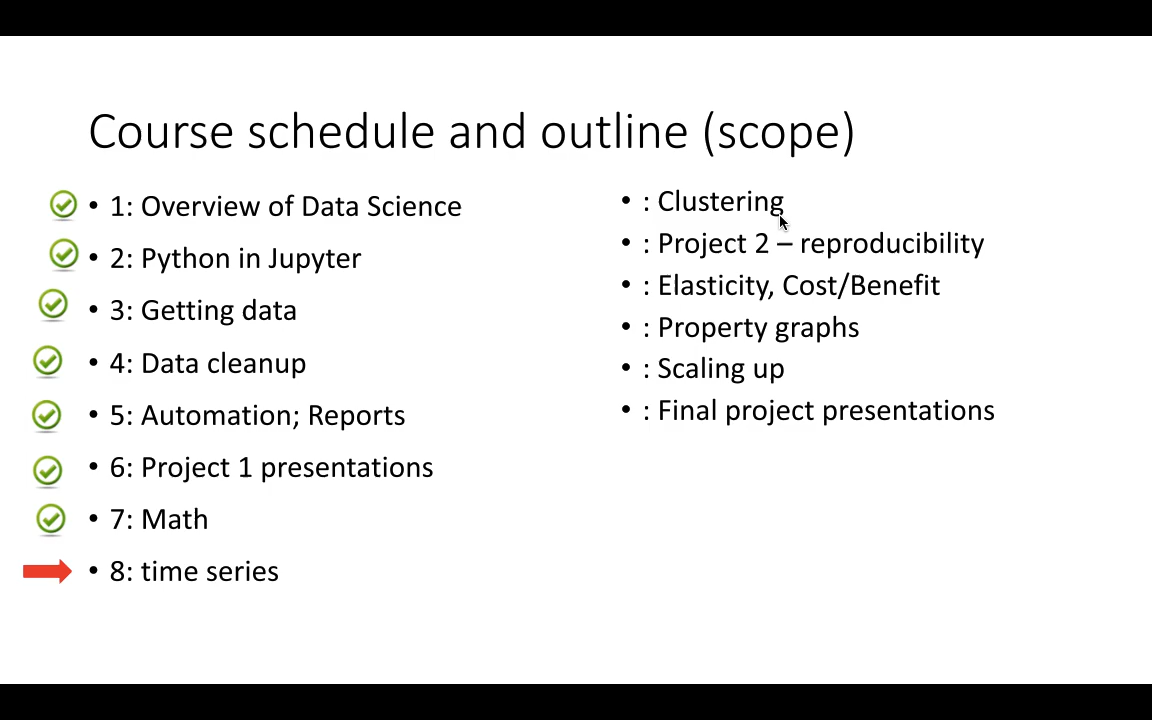 Course schedule and outline (scope)
• 1: Overview of Data Science
• 2: Python in Jupyter
• 3: Getting data
• 4: Data cleanup
• 5: Automation; Reports
• 6: Project 1 presentations
• 7: Math
• 8: time series
• : Clustering
• : Project 2 – reproducibility
• : Elasticity, Cost/Benefit
• : Property graphs
• : Scaling up
• : Final project presentations